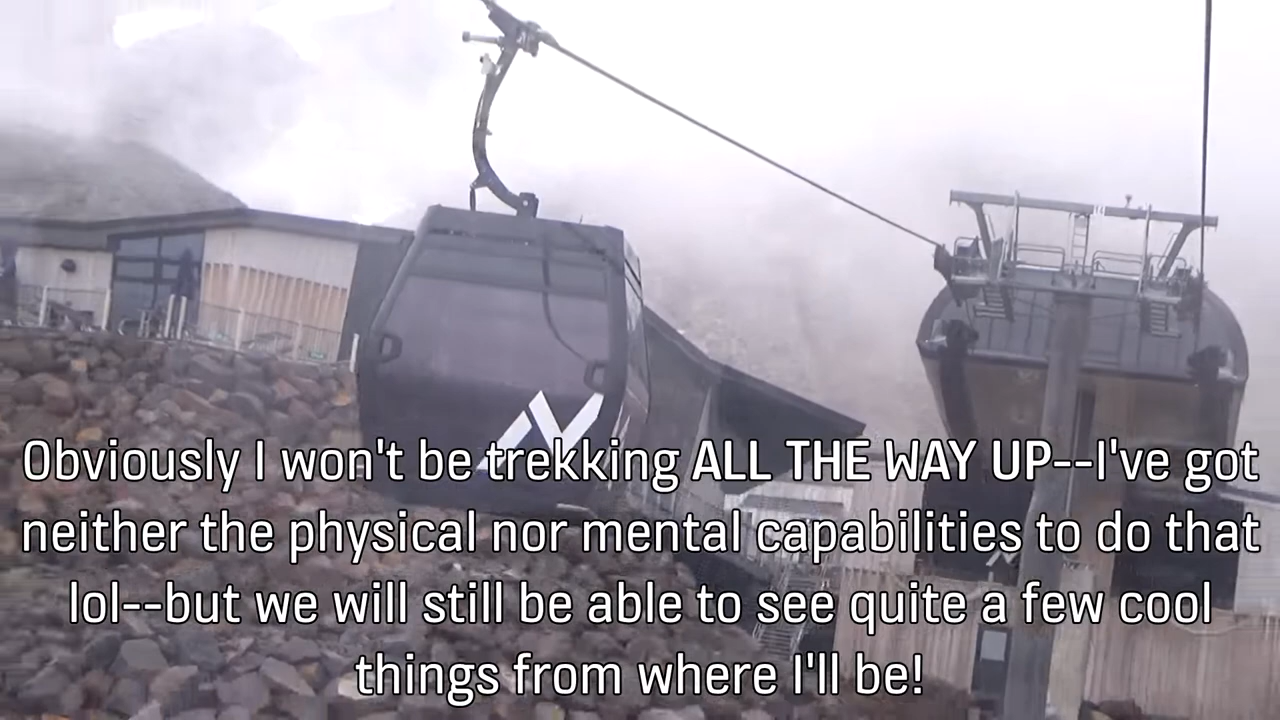 Obviously I won't be trekking ALL THE WAY UP--I've got
neither the physical nor mental capabilities to do that
lol--but we will still be able to see quite a few cool
things from where I'll be!